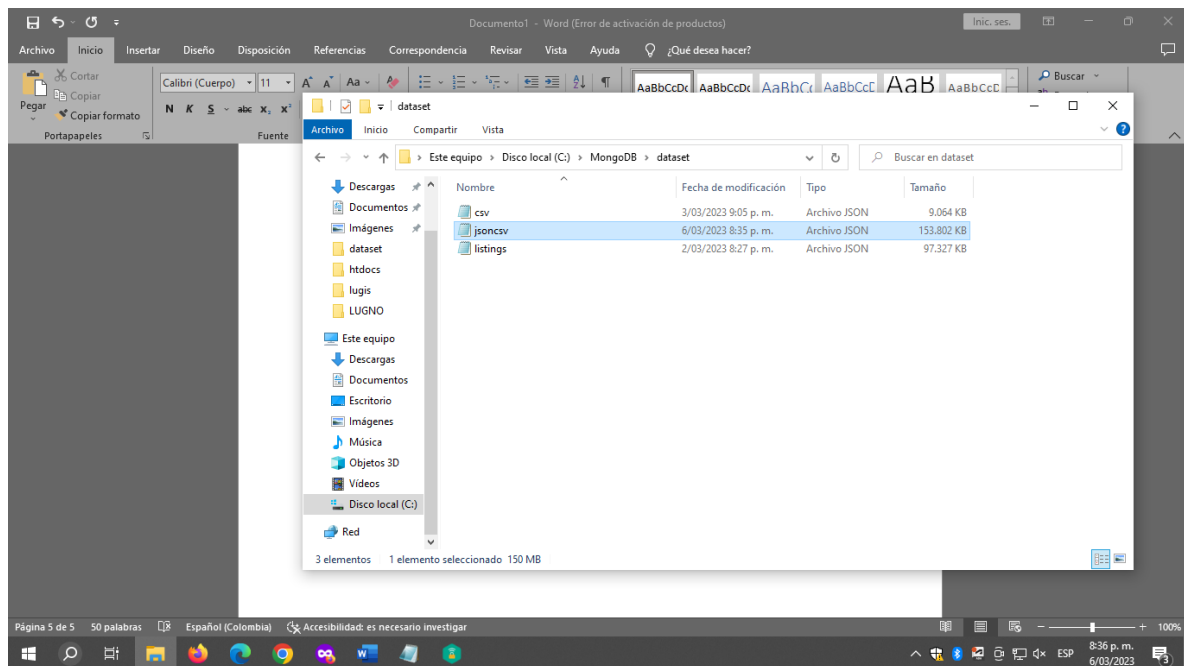 Documento1 - Word (Error de activación de productos)
Inic. ses.
Archivo Inicio Insertar Diseño Disposición Referencias Correspondencia Revisar Vista Ayuda ¿Qué desea hacer?
Pegar
Cortar
Copiar
Copiar formato
Portapapeles
Calibri (Cuerpo) 11 A A Aa
N K S abc x, x²
Fuente
AaBbCcDc AaBbCcDc AaBbCc AaBbCcE AaB AaBbCcD
Buscar
dataset
Archivo Inicio Compartir Vista
Este equipo > Disco local (C:) > MongoDB > dataset
Buscar en dataset
Descargas
Documentos
Imágenes
dataset
htdocs
lugis
LUGNO
Este equipo
Descargas
Documentos
Escritorio
Imágenes
Música
Objetos 3D
Vídeos
Disco local (C:)
Red
Nombre Fecha de modificación Tipo Tamaño
csv 3/03/2023 9:05 p. m. Archivo JSON 9.064 KB
jsoncsv 6/03/2023 8:35 p. m. Archivo JSON 153.802 KB
listings 2/03/2023 8:27 p. m. Archivo JSON 97.327 KB
3 elementos 1 elemento seleccionado 150 MB
Página 5 de 5 50 palabras Español (Colombia) Accesibilidad: es necesario investigar
100%
ESP
8:36 p. m.
6/03/2023
3